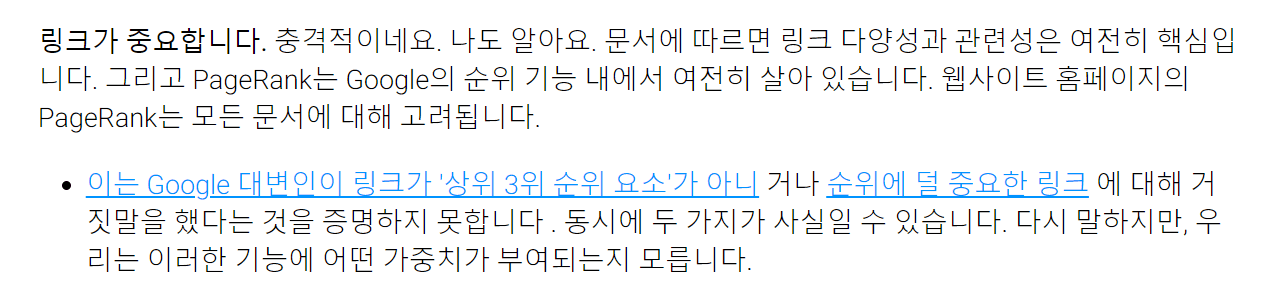 링크가 중요합니다. 충격적이네요. 나도 알아요. 문서에 따르면 링크 다양성과 관련성은 여전히 핵심입
니다. 그리고 PageRank는 Google의 순위 기능 내에서 여전히 살아 있습니다. 웹사이트 홈페이지의
PageRank는 모든 문서에 대해 고려됩니다.
• 이는 Google 대변인이 링크가 '상위 3위 순위 요소'가 아니 거나 순위에 덜 중요한 링크 에 대해 거
짓말을 했다는 것을 증명하지 못합니다 . 동시에 두 가지가 사실일 수 있습니다. 다시 말하지만, 우
리는 이러한 기능에 어떤 가중치가 부여되는지 모릅니다.